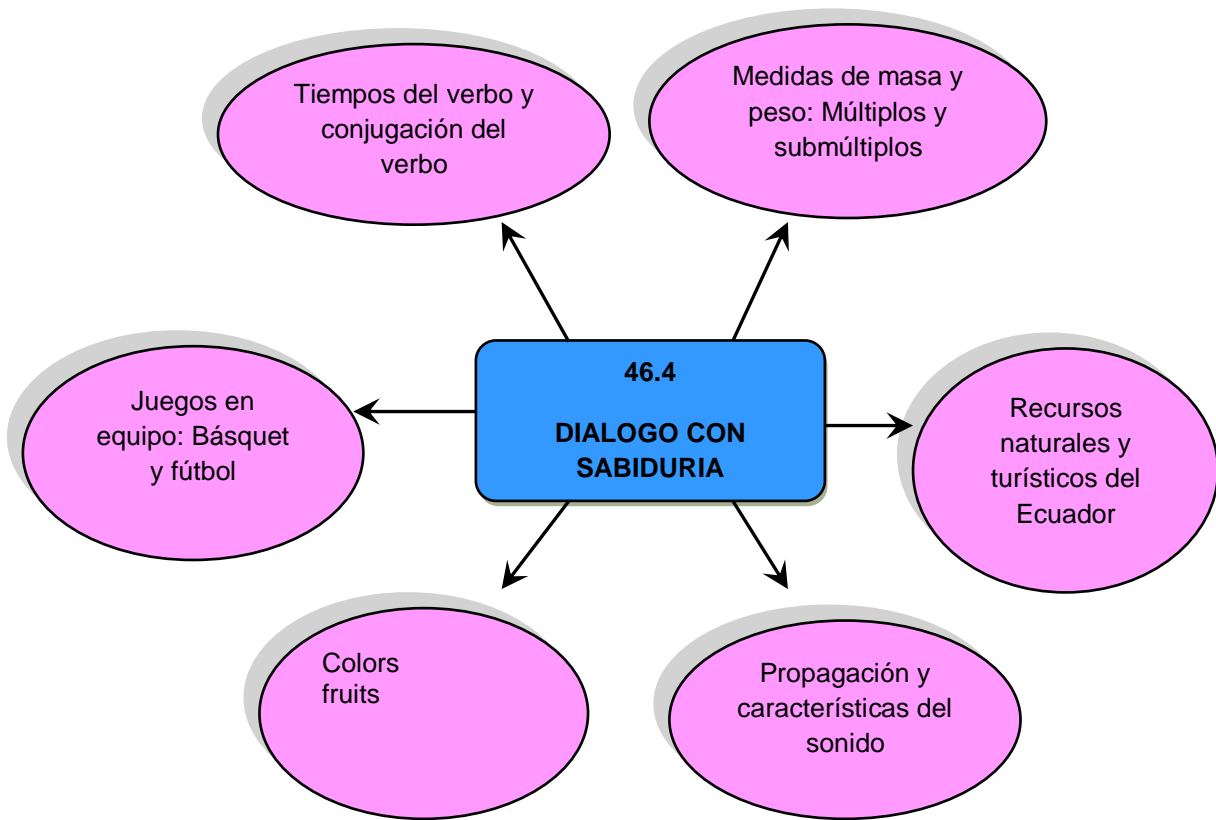 Tiempos del verbo y
conjugación del
verbo
Medidas de masa y
peso: Múltiplos y
submúltiplos
Juegos en
equipo: Básquet
y fútbol
46.4
DIALOGO CON
SABIDURIA
Recursos
naturales y
turísticos del
Ecuador
Colors
fruits
Propagación y
características del
sonido